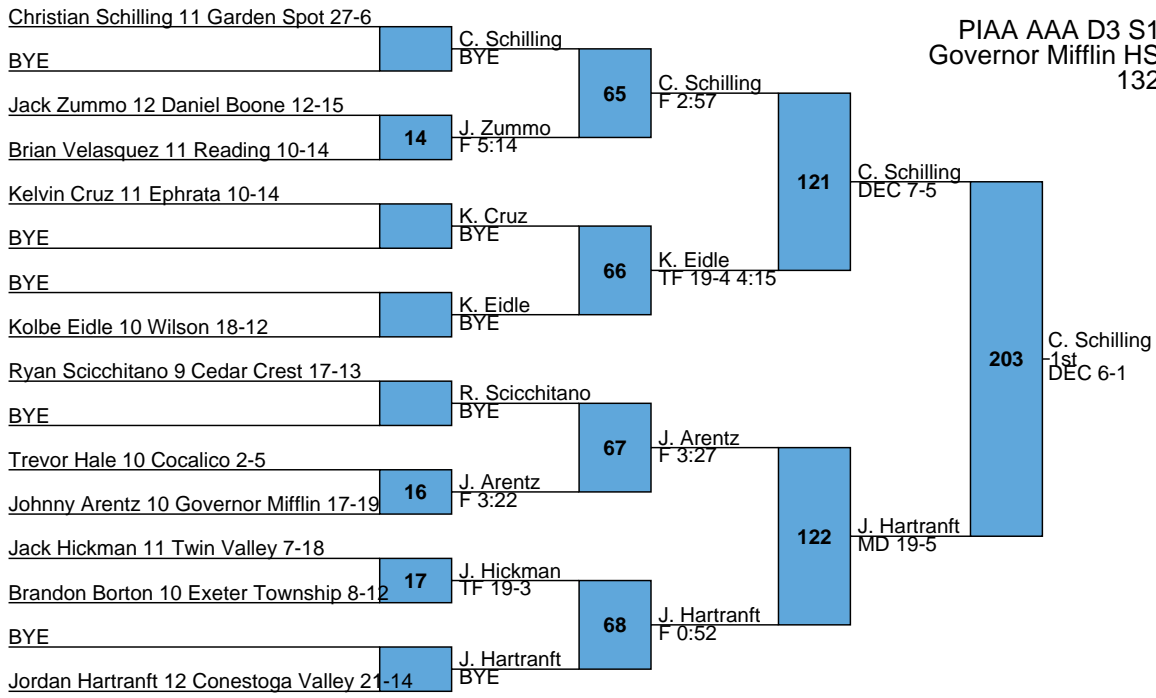 PIAA AAA D3 S1
Governor Mifflin HS
132
Christian Schilling 11 Garden Spot 27-6
BYE
Jack Zummo 12 Daniel Boone 12-15
Brian Velasquez 11 Reading 10-14
Kelvin Cruz 11 Ephrata 10-14
BYE
BYE
Kolbe Eidle 10 Wilson 18-12
Ryan Scicchitano 9 Cedar Crest 17-13
BYE
Trevor Hale 10 Cocalico 2-5
Johnny Arentz 10 Governor Mifflin 17-19
Jack Hickman 11 Twin Valley 7-18
Brandon Borton 10 Exeter Township 8-12
BYE
Jordan Hartranft 12 Conestoga Valley 21-14
14
16
17
C. Schilling
BYE
J. Zummo
F 5:14
K. Cruz
BYE
K. Eidle
BYE
R. Scicchitano
BYE
J. Arentz
F 3:22
J. Hickman
TF 19-3
J. Hartranft
BYE
65
66
67
68
C. Schilling
F 2:57
K. Eidle
TF 19-4 4:15
J. Arentz
F 3:27
J. Hartranft
F 0:52
121
122
C. Schilling
DEC 7-5
J. Hartranft
MD 19-5
203
C. Schilling
1st
DEC 6-1